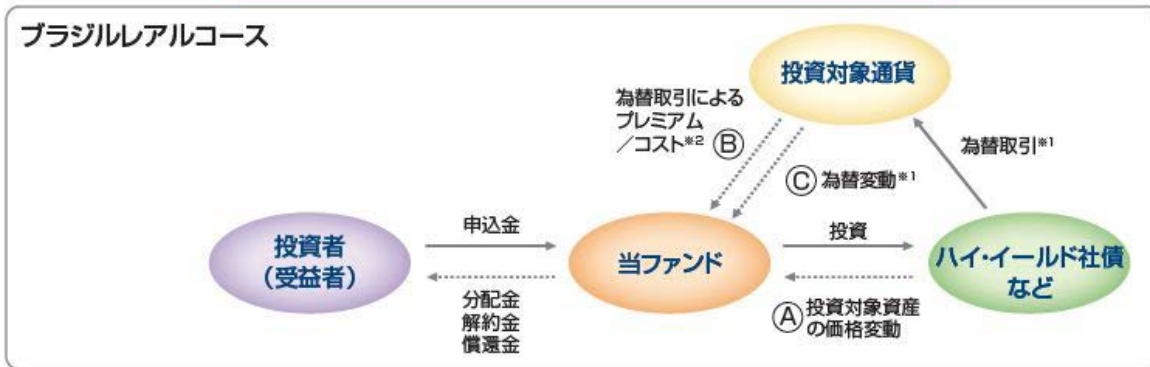 ブラジルレアルコース
投資対象通貨
為替取引による
プレミアム
／コスト※2 Ⓑ
為替取引※1
Ⓒ 為替変動※1
投資者
（受益者）
申込金
分配金
解約金
償還金
当ファンド
投資
Ⓐ 投資対象資産
の価格変動
ハイ・イールド社債
など